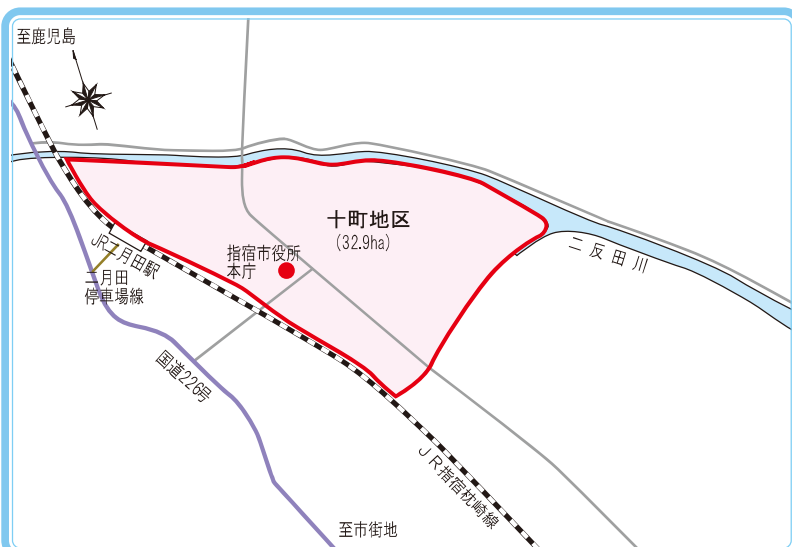 至鹿児島
十町地区
(32.9ha)
指宿市役所
本庁
二反田川
JR二月田駅
二月田
停車場線
国道226号
JR指宿枕崎線
至市街地